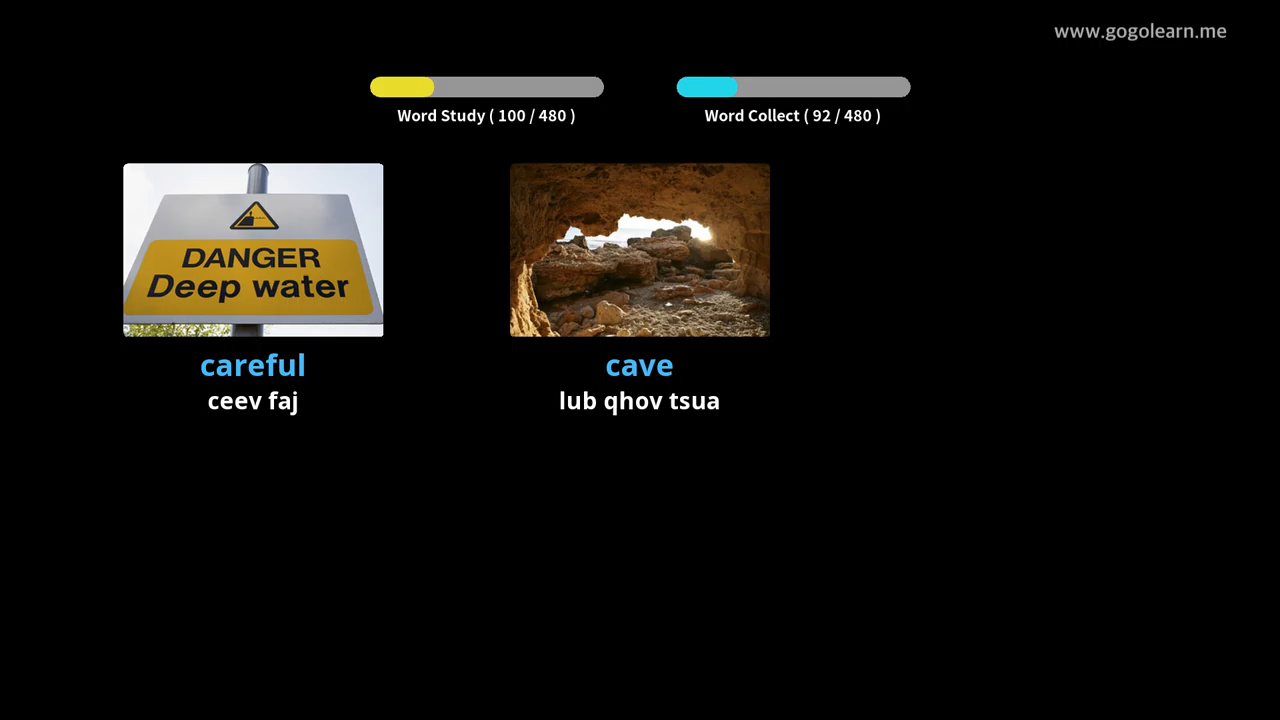 www.gogolearn.me
Word Study ( 100 / 480 )
Word Collect ( 92 / 480 )
DANGER
Deep water
careful
ceev faj
cave
lub qhov tsua